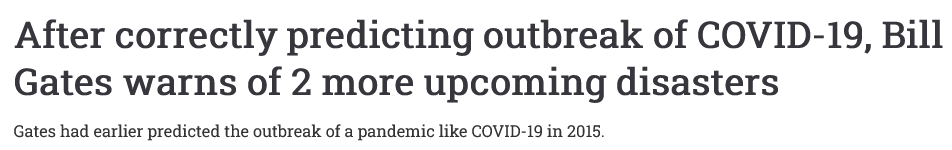 After correctly predicting outbreak of COVID-19, Bill
Gates warns of 2 more upcoming disasters
Gates had earlier predicted the outbreak of a pandemic like COVID-19 in 2015.